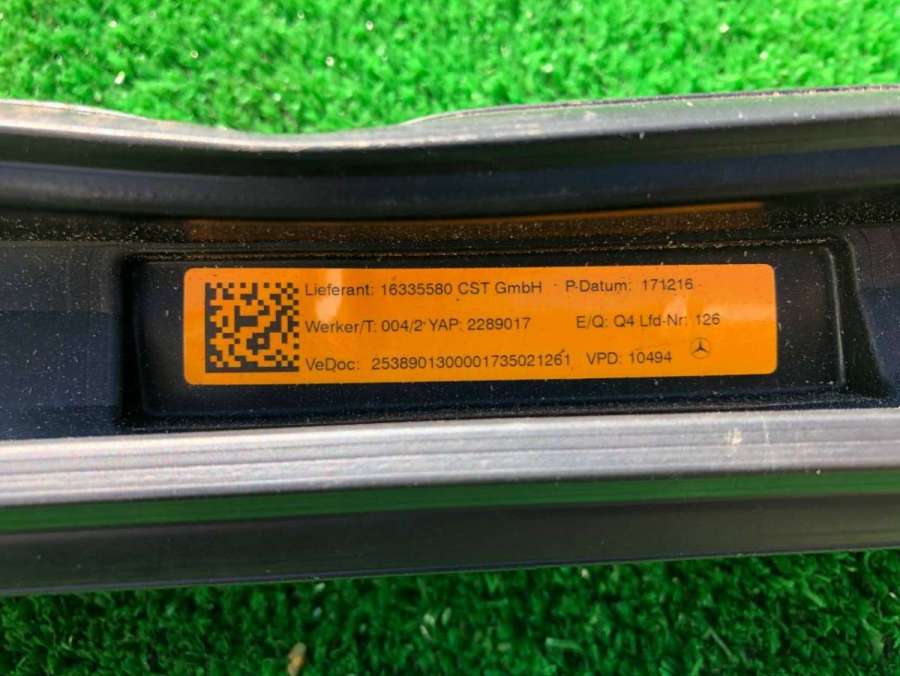 Lieferant: 16335580 CST GmbH P-Datum: 171216
Werker/T: 004/2 YAP: 2289017 E/Q: Q4 Lfd-Nr: 126
VeDoc: 2538901300001735021261 VPD: 10494